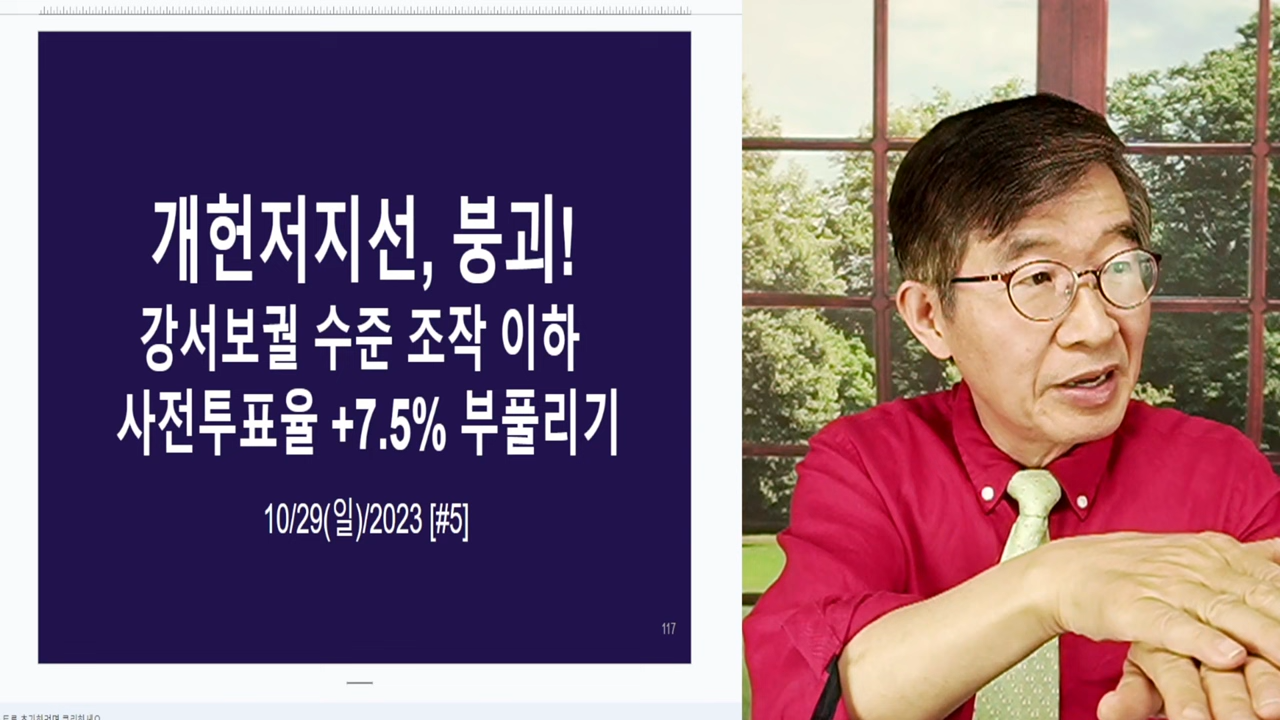 개헌저지선, 붕괴!
강서보궐 수준 조작 이하
사전투표율 +7.5% 부풀리기
10/29(일)/2023 [#5]
117